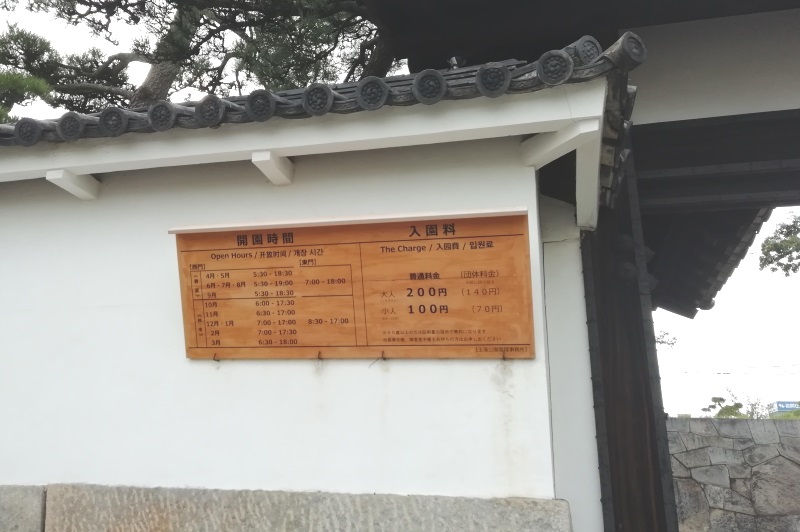 開園時間
Open Hours / 开放时间 / 개장 시간
[西門] [東門]
4月・5月 5:30 - 18:30
6月・7月・8月 5:30 - 19:00 7:00 - 18:00
9月 5:30 - 18:30
10月 6:00 - 17:30
11月 6:30 - 17:00
12月・1月 7:00 - 17:00 8:30 - 17:00
2月 7:00 - 17:30
3月 6:30 - 18:00
入園料
The Charge / 入园费 / 입원료
普通料金 (団体料金)
大人 200円 (140円)
小人 100円 (70円)